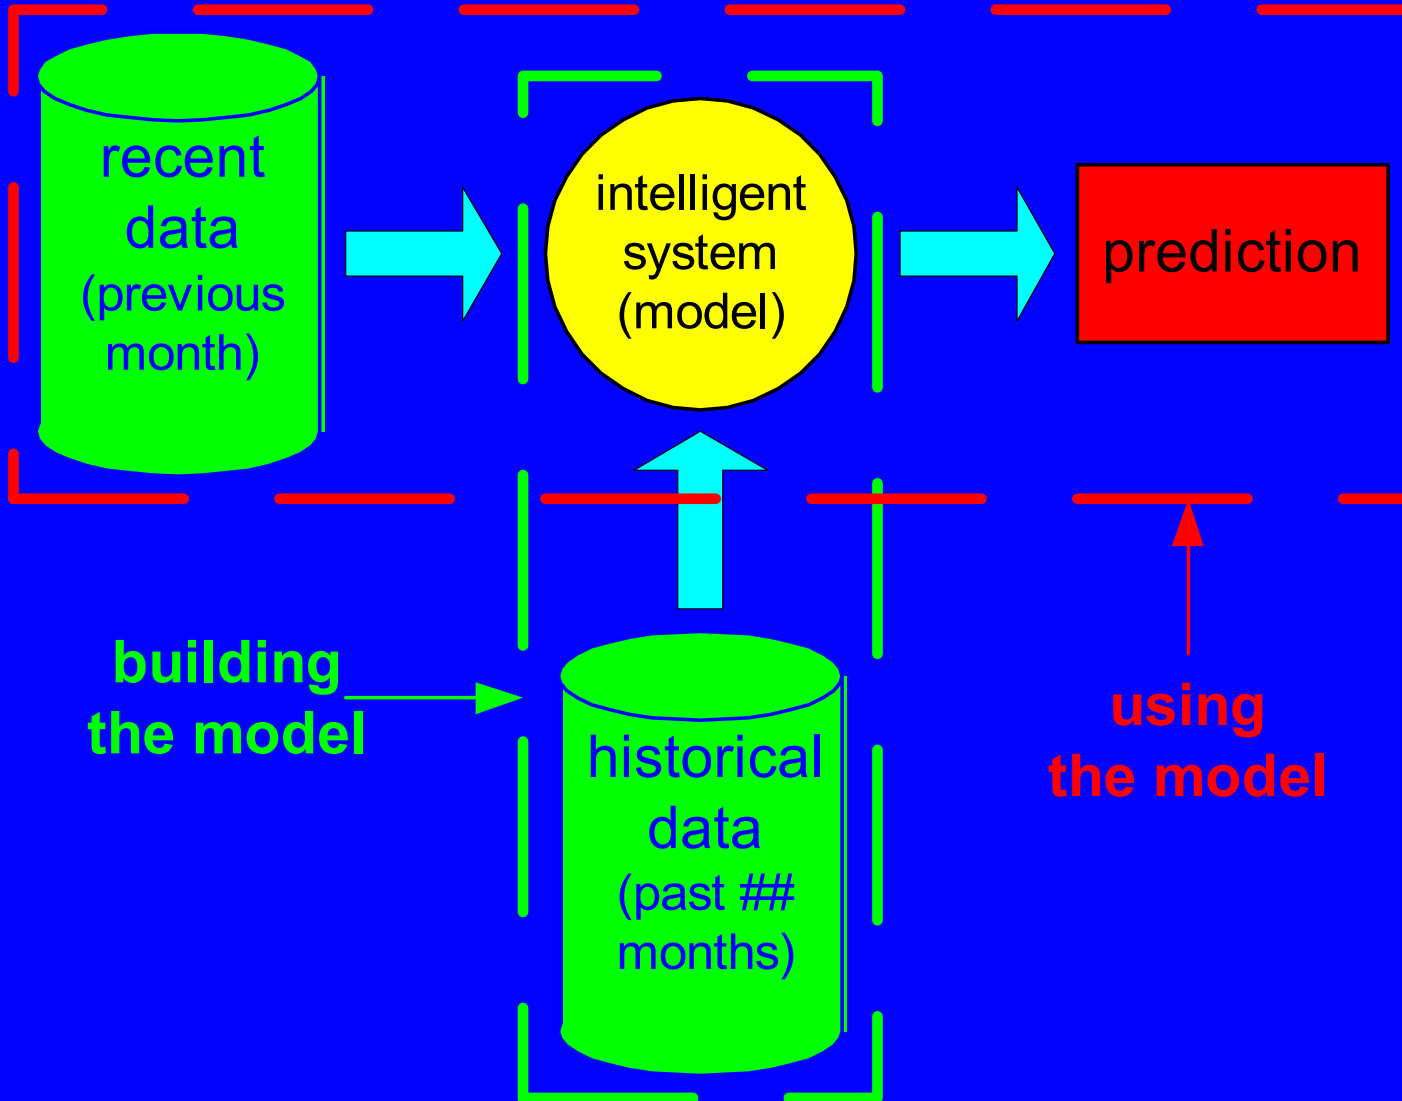 recent
data
(previous
month)
intelligent
system
(model)
prediction
building
the model
historical
data
(past ##
months)
using
the model